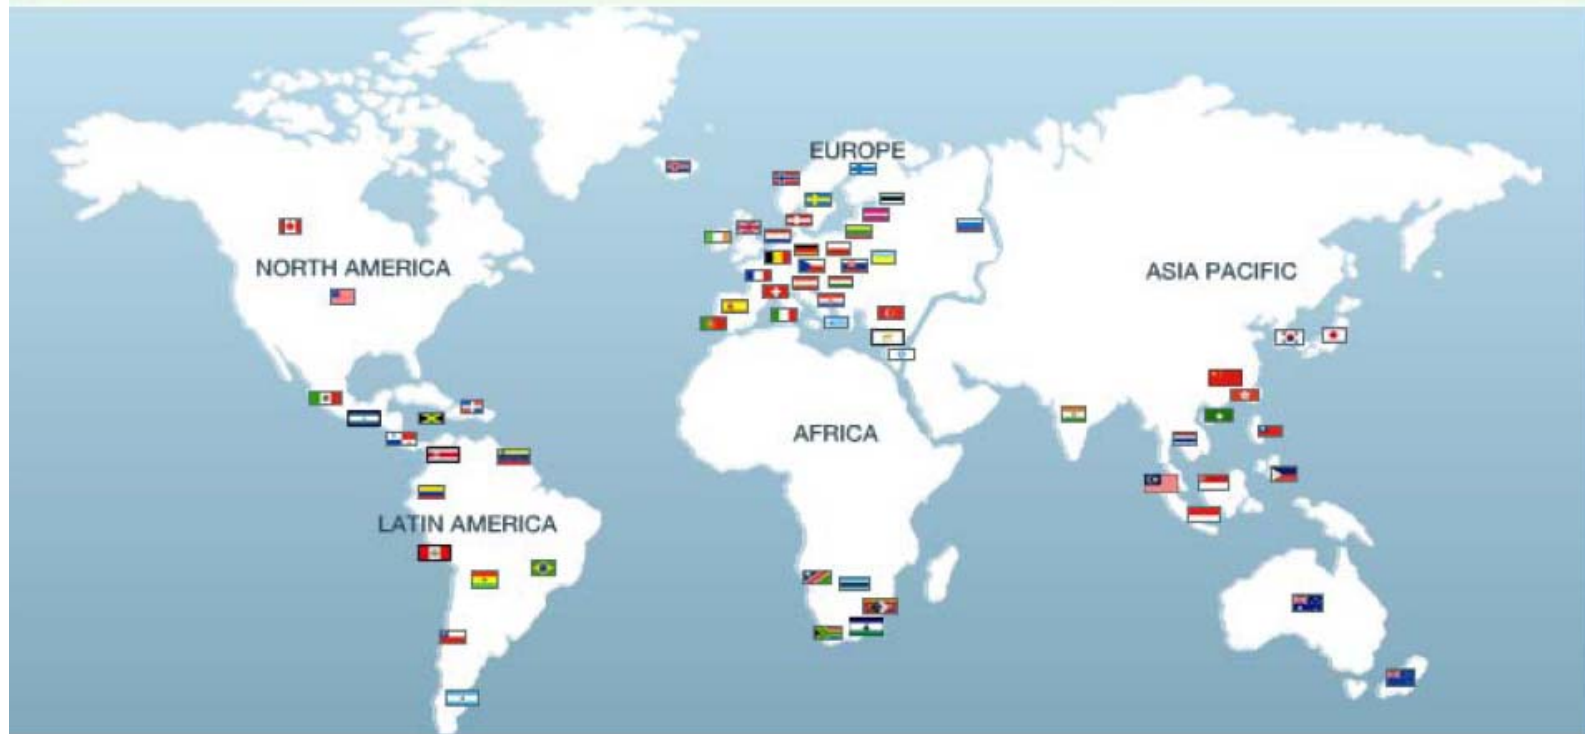 EUROPE
NORTH AMERICA
ASIA PACIFIC
AFRICA
LATIN AMERICA